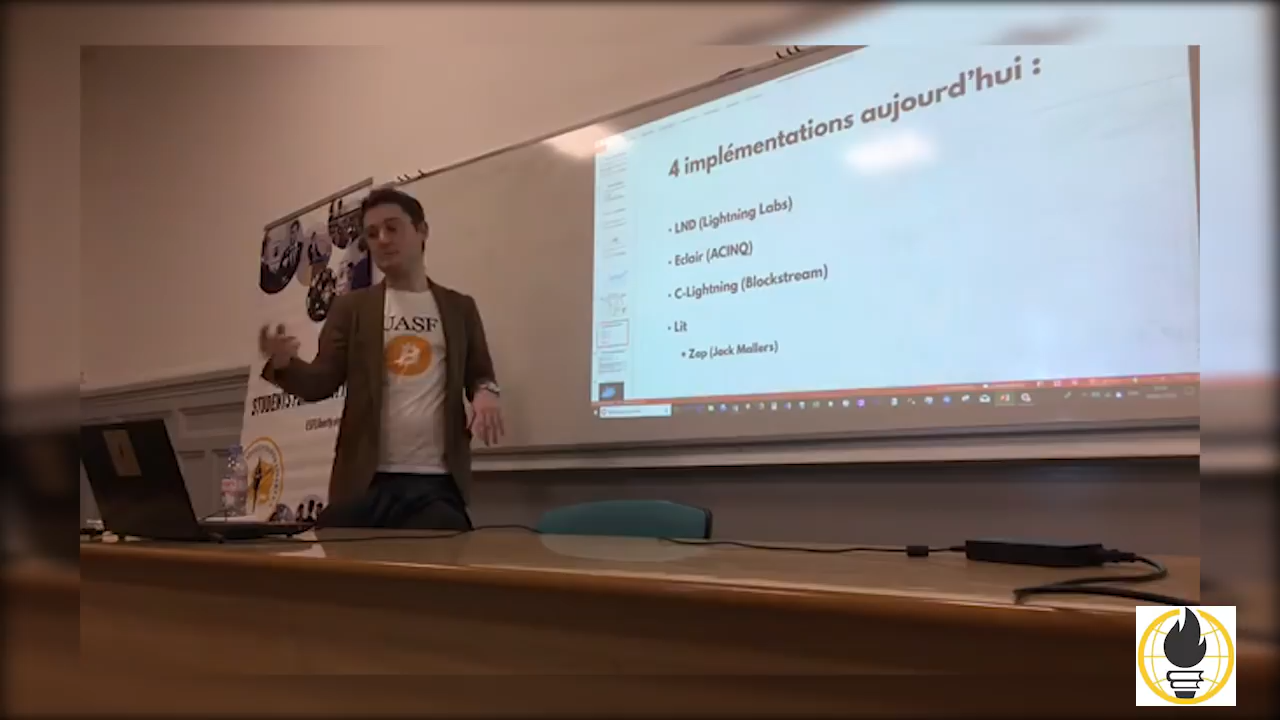 4 implémentations aujourd'hui :
• LND (Lightning Labs)
• Eclair (ACINQ)
• C-Lightning (Blockstream)
• Lit
• Zap (Jack Mallers)
UASF
STUDENTS